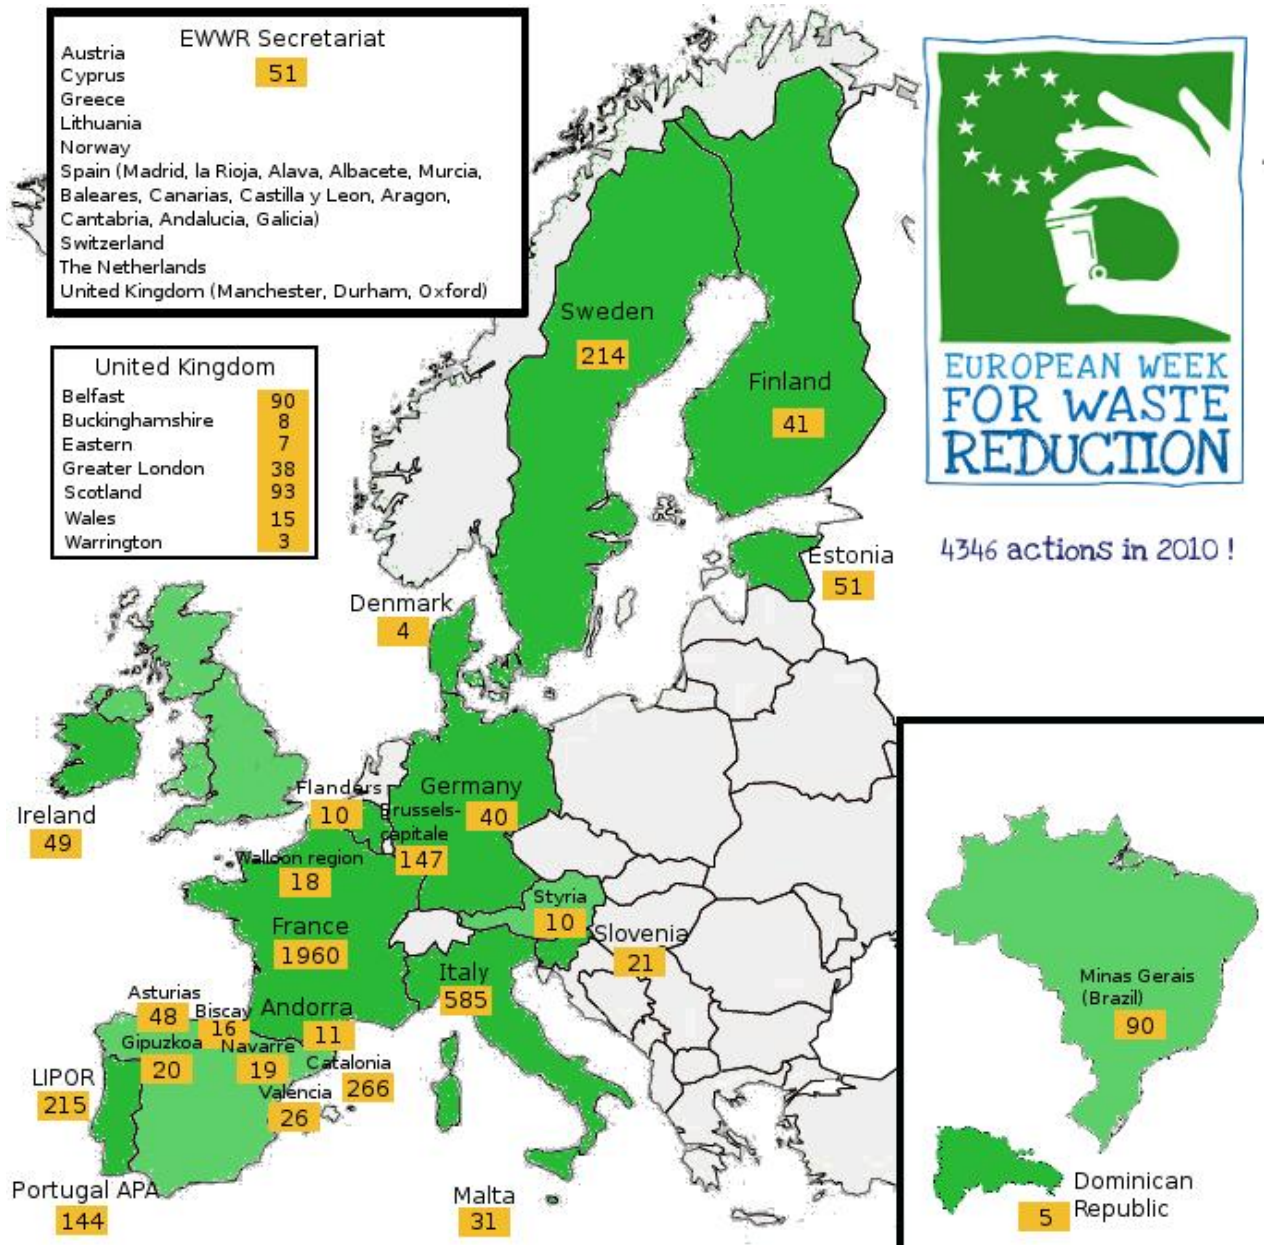 EWWR Secretariat
51
Austria
Cyprus
Greece
Lithuania
Norway
Spain (Madrid, la Rioja, Alava, Albacete, Murcia,
Baleares, Canarias, Castilla y Leon, Aragon,
Cantabria, Andalucia, Galicia)
Switzerland
The Netherlands
United Kingdom (Manchester, Durham, Oxford)
United Kingdom
Belfast 90
Buckinghamshire 8
Eastern 7
Greater London 38
Scotland 93
Wales 15
Warrington 3
EUROPEAN WEEK
FOR WASTE
REDUCTION
4346 actions in 2010 !
Sweden
214
Finland
41
Estonia
51
Denmark
4
Ireland
49
Flanders
10
Brussels-
capitale
147
Germany
40
Walloon region
18
France
1960
Styria
10
Slovenia
21
Italy
585
Andorra
11
Asturias
48
Biscay
16
Gipuzkoa
20
Navarre
19
Catalonia
266
Valencia
26
LIPOR
215
Portugal APA
144
Malta
31
Minas Gerais
(Brazil)
90
Dominican
Republic
5